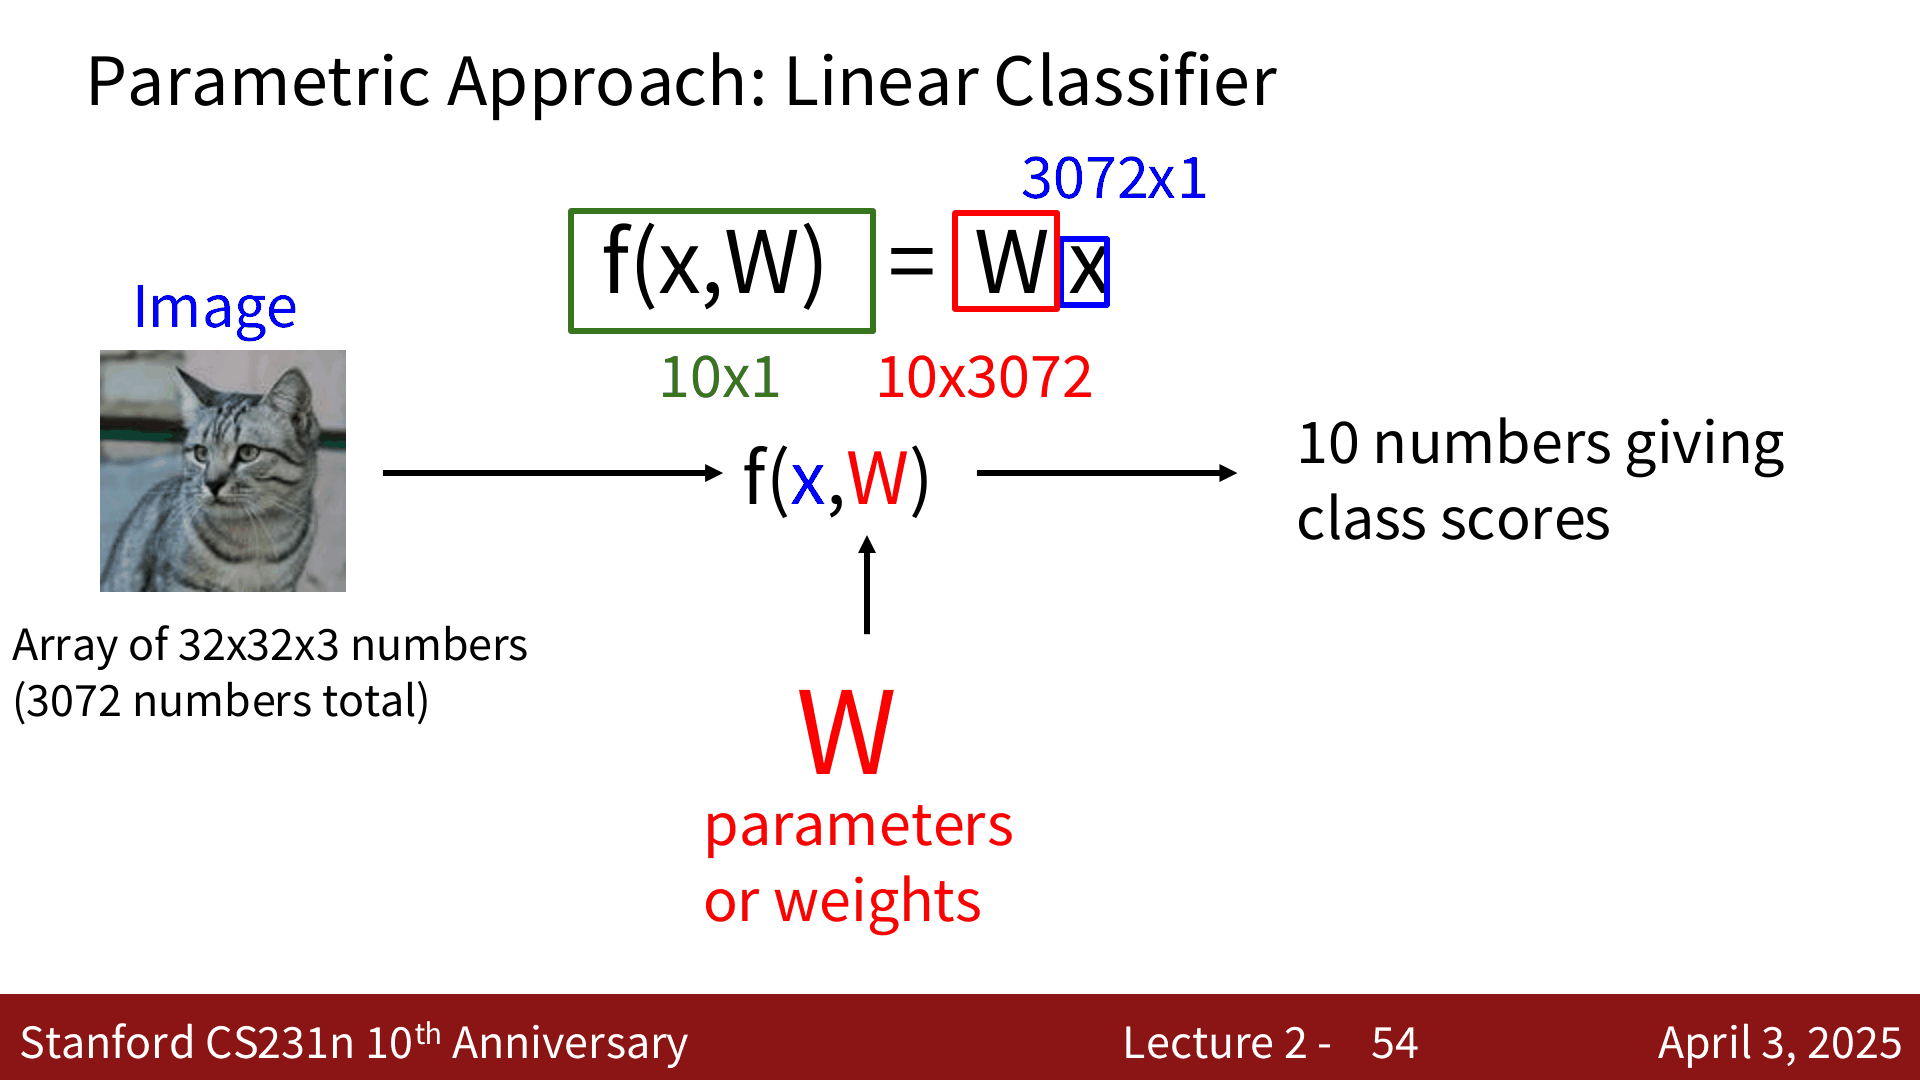 Parametric Approach: Linear Classifier
3072x1
f(x,W) = Wx
10x1 10x3072
Image
f(x,W)
10 numbers giving
class scores
Array of 32x32x3 numbers
(3072 numbers total)
W
parameters
or weights
Stanford CS231n 10th Anniversary Lecture 2 - 54 April 3, 2025